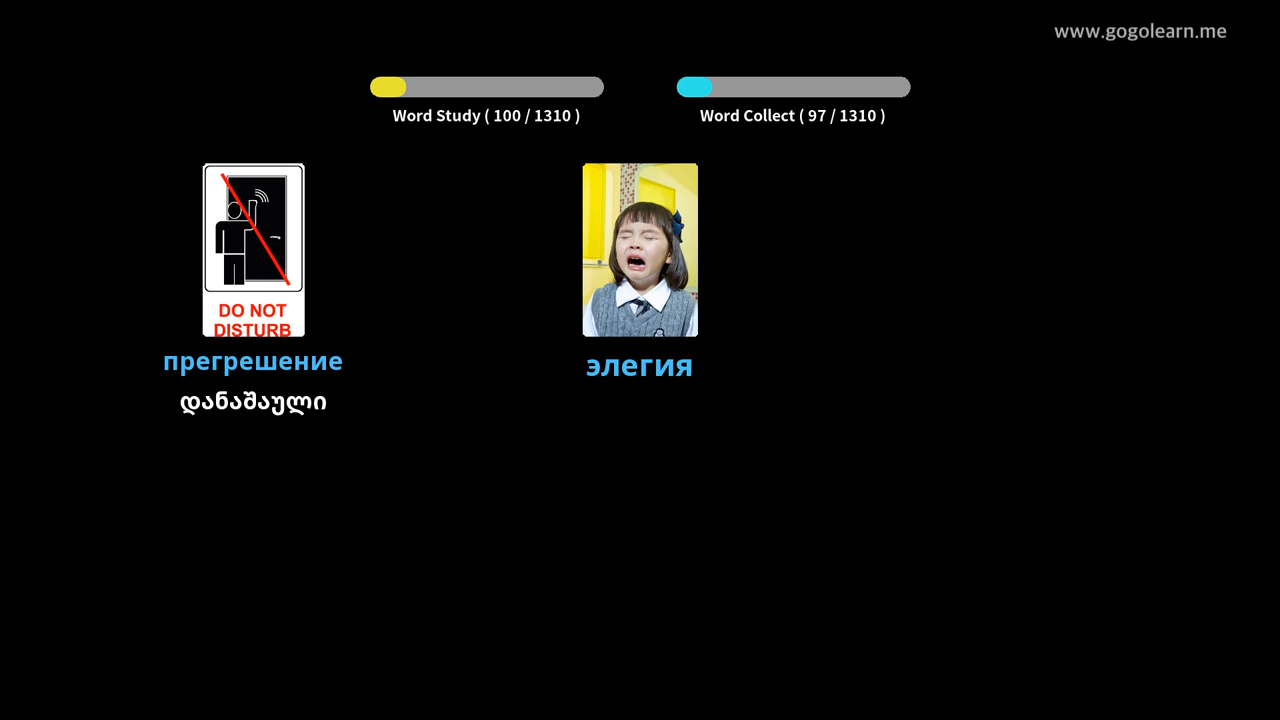 www.gogolearn.me
Word Study ( 100 / 1310 )
Word Collect ( 97 / 1310 )
DO NOT
DISTURB
прегрешение
დანაშაული
элегия